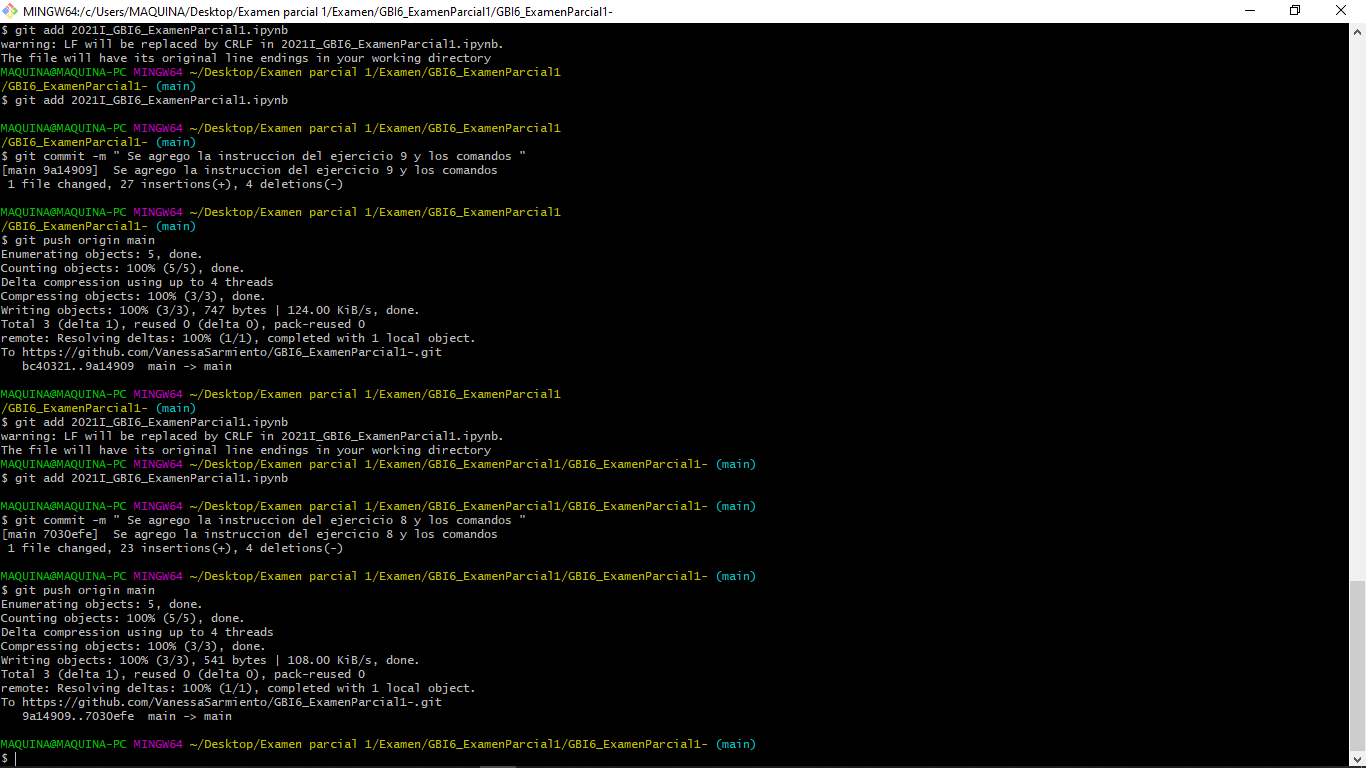 MINGW64:/c/Users/MAQUINA/Desktop/Examen parcial 1/Examen/GBI6_ExamenParcial1/GBI6_ExamenParcial1-
$ git add 2021I_GBI6_ExamenParcial1.ipynb
warning: LF will be replaced by CRLF in 2021I_GBI6_ExamenParcial1.ipynb.
The file will have its original line endings in your working directory
MAQUINA@MAQUINA-PC MINGW64 ~/Desktop/Examen parcial 1/Examen/GBI6_ExamenParcial1
/GBI6_ExamenParcial1- (main)
$ git add 2021I_GBI6_ExamenParcial1.ipynb
MAQUINA@MAQUINA-PC MINGW64 ~/Desktop/Examen parcial 1/Examen/GBI6_ExamenParcial1
/GBI6_ExamenParcial1- (main)
$ git commit -m " Se agrego la instruccion del ejercicio 9 y los comandos "
[main 9a14909]  Se agrego la instruccion del ejercicio 9 y los comandos
 1 file changed, 27 insertions(+), 4 deletions(-)
MAQUINA@MAQUINA-PC MINGW64 ~/Desktop/Examen parcial 1/Examen/GBI6_ExamenParcial1
/GBI6_ExamenParcial1- (main)
$ git push origin main
Enumerating objects: 5, done.
Counting objects: 100% (5/5), done.
Delta compression using up to 4 threads
Compressing objects: 100% (3/3), done.
Writing objects: 100% (3/3), 747 bytes | 124.00 KiB/s, done.
Total 3 (delta 1), reused 0 (delta 0), pack-reused 0
remote: Resolving deltas: 100% (1/1), completed with 1 local object.
To https://github.com/VanessaSarmiento/GBI6_ExamenParcial1-.git
   bc40321..9a14909  main -> main
MAQUINA@MAQUINA-PC MINGW64 ~/Desktop/Examen parcial 1/Examen/GBI6_ExamenParcial1
/GBI6_ExamenParcial1- (main)
$ git add 2021I_GBI6_ExamenParcial1.ipynb
warning: LF will be replaced by CRLF in 2021I_GBI6_ExamenParcial1.ipynb.
The file will have its original line endings in your working directory
MAQUINA@MAQUINA-PC MINGW64 ~/Desktop/Examen parcial 1/Examen/GBI6_ExamenParcial1/GBI6_ExamenParcial1- (main)
$ git add 2021I_GBI6_ExamenParcial1.ipynb
MAQUINA@MAQUINA-PC MINGW64 ~/Desktop/Examen parcial 1/Examen/GBI6_ExamenParcial1/GBI6_ExamenParcial1- (main)
$ git commit -m " Se agrego la instruccion del ejercicio 8 y los comandos "
[main 7030efe]  Se agrego la instruccion del ejercicio 8 y los comandos
 1 file changed, 23 insertions(+), 4 deletions(-)
MAQUINA@MAQUINA-PC MINGW64 ~/Desktop/Examen parcial 1/Examen/GBI6_ExamenParcial1/GBI6_ExamenParcial1- (main)
$ git push origin main
Enumerating objects: 5, done.
Counting objects: 100% (5/5), done.
Delta compression using up to 4 threads
Compressing objects: 100% (3/3), done.
Writing objects: 100% (3/3), 541 bytes | 108.00 KiB/s, done.
Total 3 (delta 1), reused 0 (delta 0), pack-reused 0
remote: Resolving deltas: 100% (1/1), completed with 1 local object.
To https://github.com/VanessaSarmiento/GBI6_ExamenParcial1-.git
   9a14909..7030efe  main -> main
MAQUINA@MAQUINA-PC MINGW64 ~/Desktop/Examen parcial 1/Examen/GBI6_ExamenParcial1/GBI6_ExamenParcial1- (main)
$